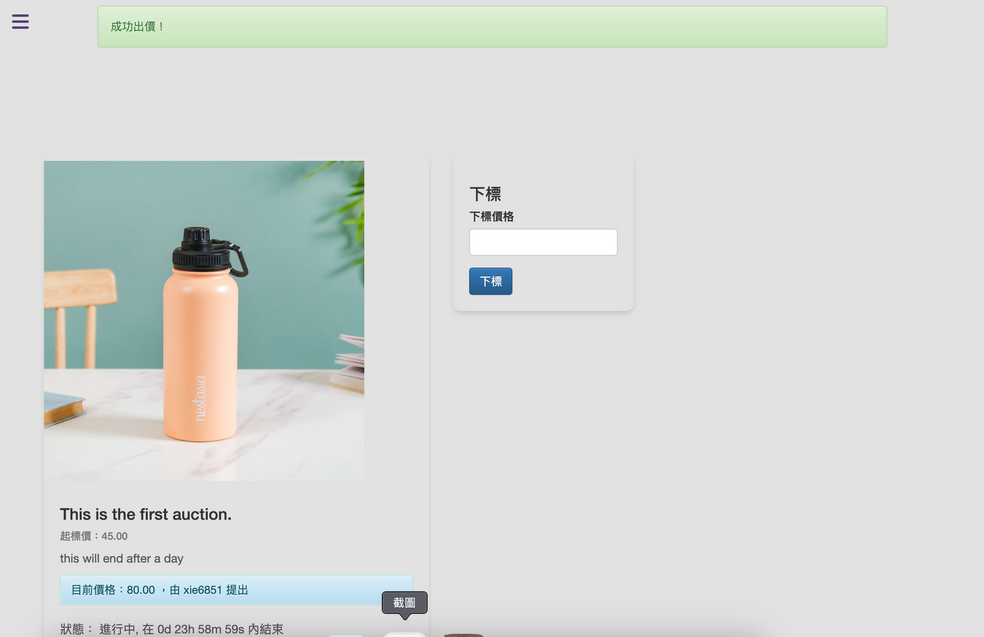 成功出價！
下標
下標價格
下標
nestasia
This is the first auction.
起標價：45.00
this will end after a day
目前價格：80.00 ，由 xie6851 提出
截圖
狀態： 進行中, 在 0d 23h 58m 59s 內結束